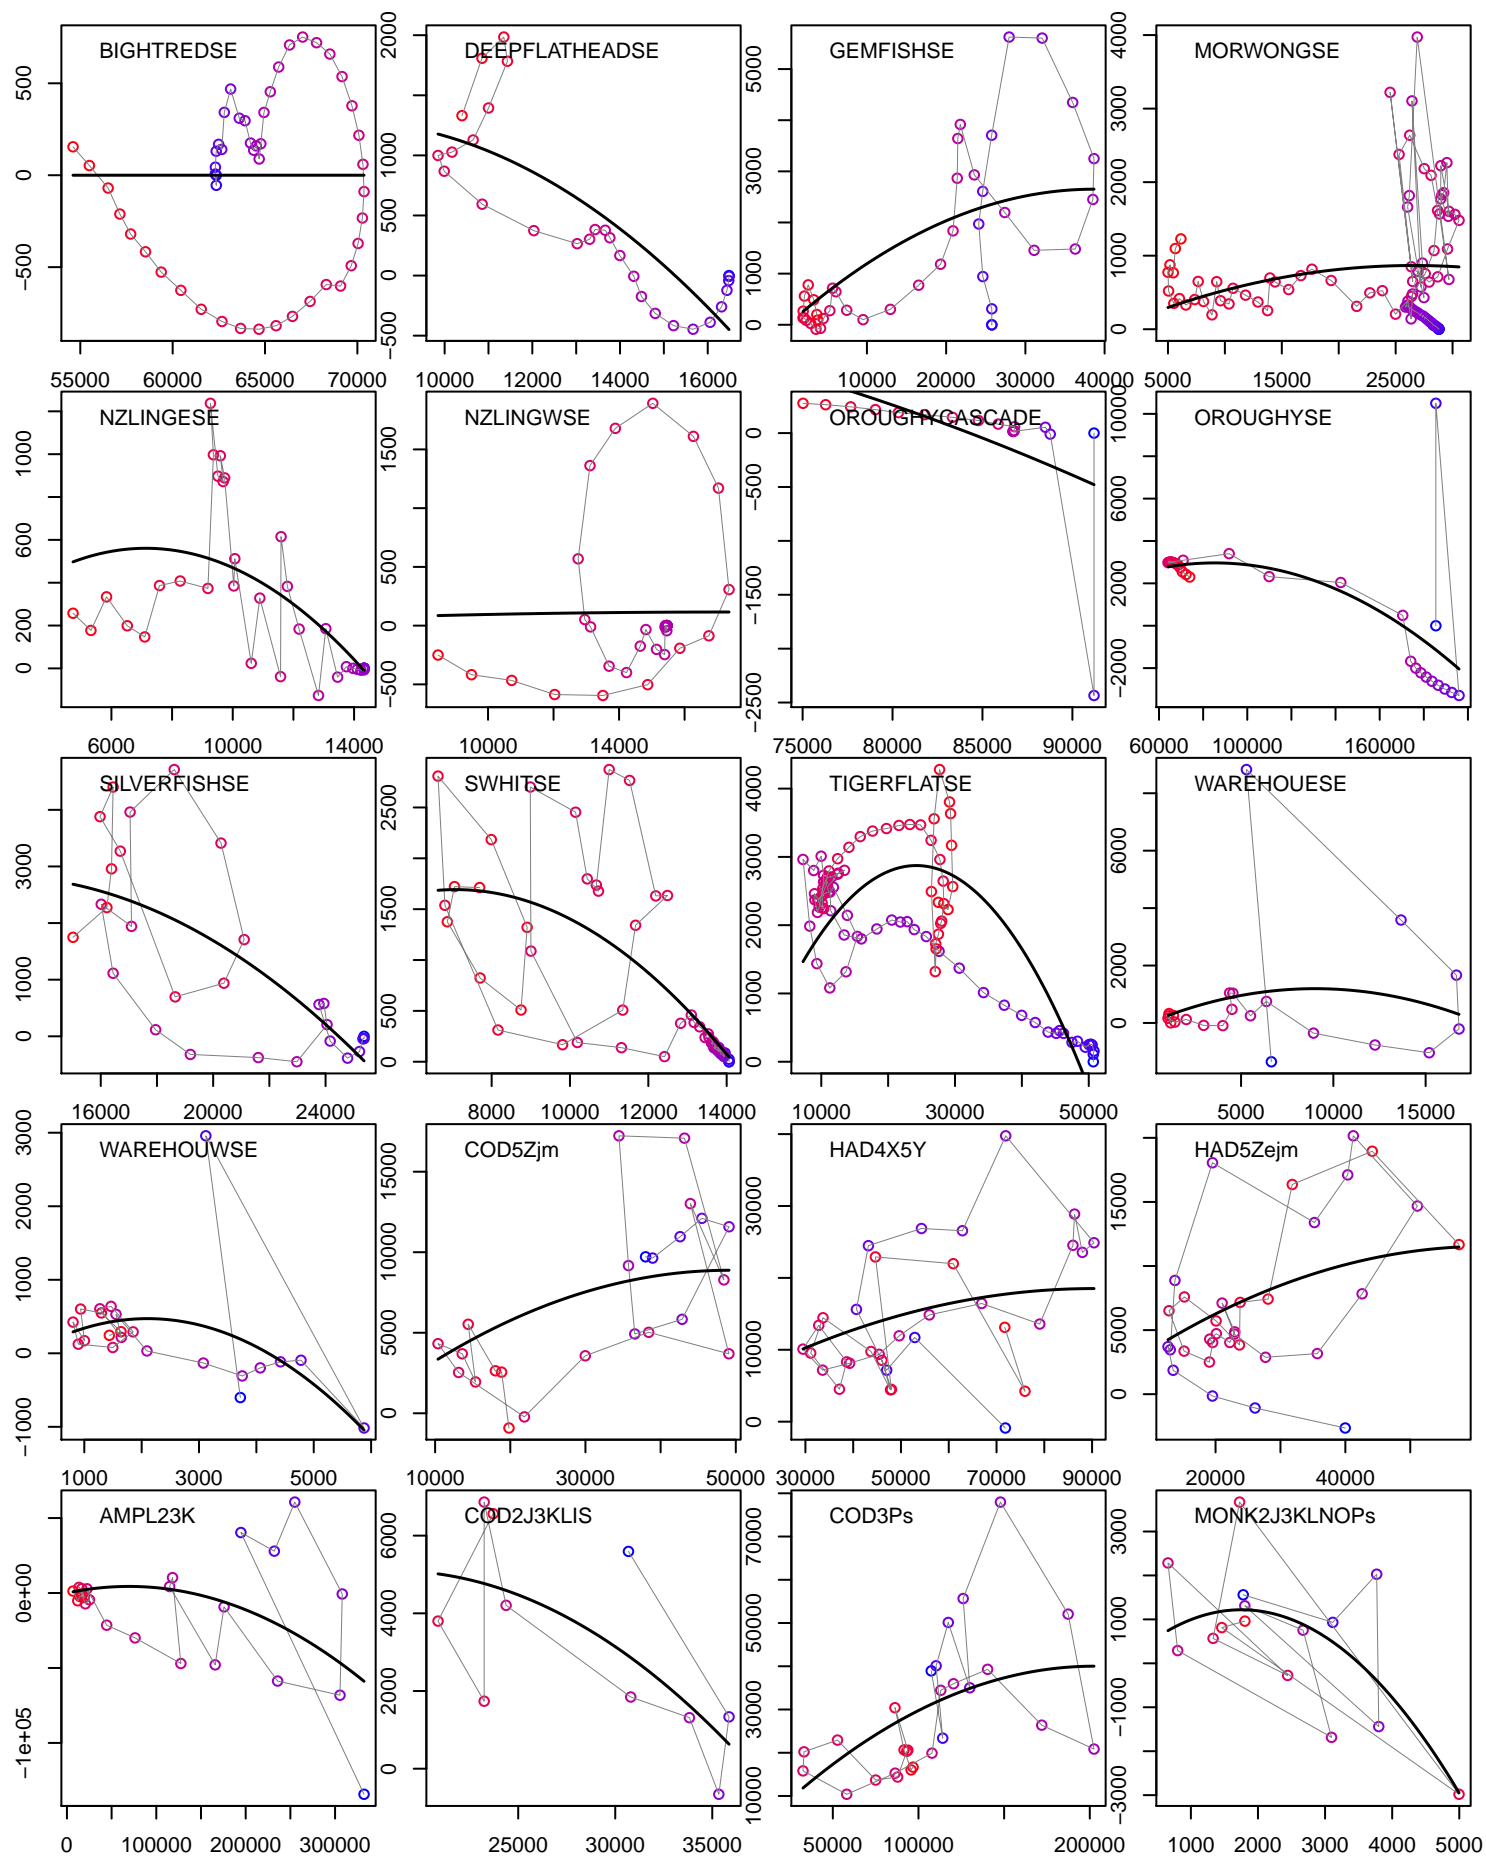 BIGHTREDSE
500
0
−500
55000 60000 65000 70000
DEEPFLATHEADSE
2000
1000
500
0
−500
10000 12000 14000 16000
GEMFISHSE
5000
3000
1000
0
10000 20000 30000 40000
MORWONGSE
4000
3000
2000
1000
0
5000 15000 25000
NZLINGESE
1000
600
200
0
6000 10000 14000
NZLINGWSE
1500
500
0
−500
10000 14000
OROUGHYCASCADE
0
−500
−1500
−2500
75000 80000 85000 90000
OROUGHYSE
10000
6000
2000
−2000
60000 100000 160000
SILVERFISHSE
3000
1000
0
16000 20000 24000
SWHITSE
2500
1500
500
0
8000 10000 12000 14000
TIGERFLATSE
4000
3000
2000
1000
0
10000 30000 50000
WAREHOUESE
6000
2000
0
5000 10000 15000
WAREHOUWSE
3000
2000
1000
0
−1000
1000 3000 5000
COD5Zjm
15000
10000
5000
0
10000 30000 50000
HAD4X5Y
30000
10000
0
30000 50000 70000 90000
HAD5Zejm
15000
5000
0
20000 40000
AMPL23K
0e+00
−1e+05
0 100000 200000 300000
COD2J3KLIS
6000
4000
2000
0
25000 30000 35000
COD3Ps
70000
50000
30000
10000
50000 100000 200000
MONK2J3KLNOPs
3000
1000
−1000
−3000
1000 2000 3000 4000 5000